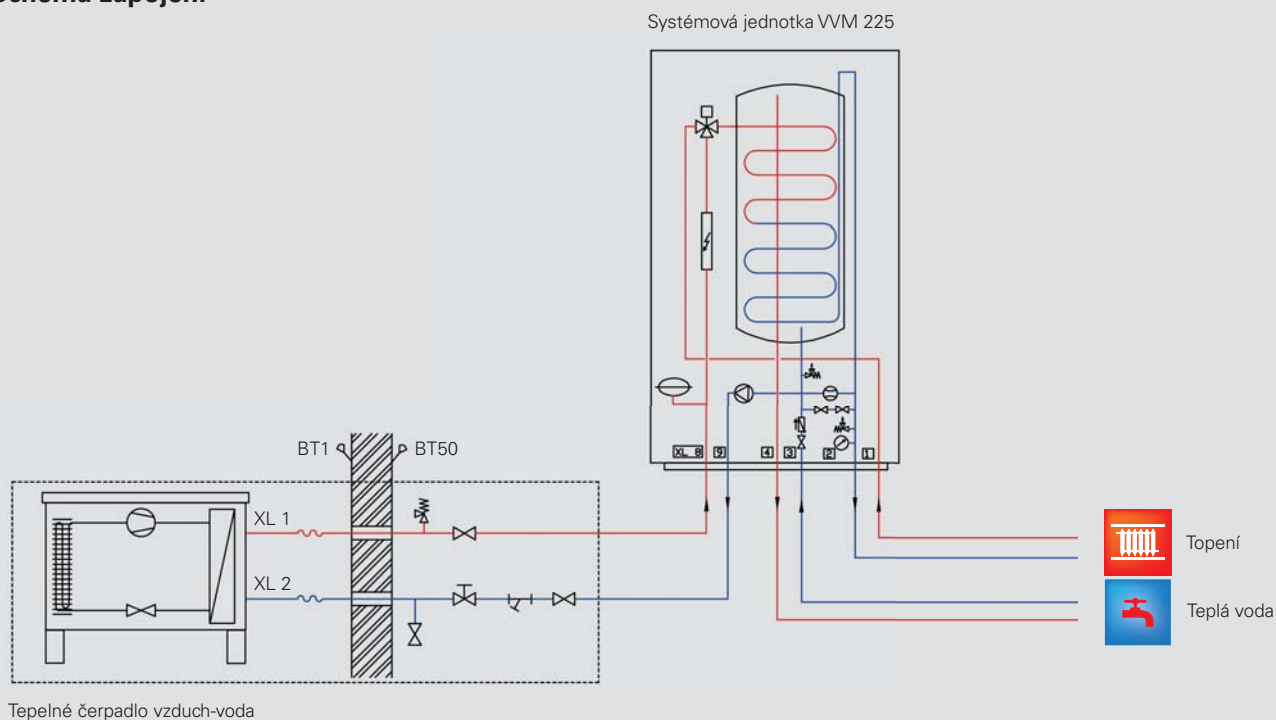 Systémová jednotka VVM 225
XL 8 9 4 3 2 1
BT1 BT50
XL 1
XL 2
Topení
Teplá voda
Tepelné čerpadlo vzduch-voda